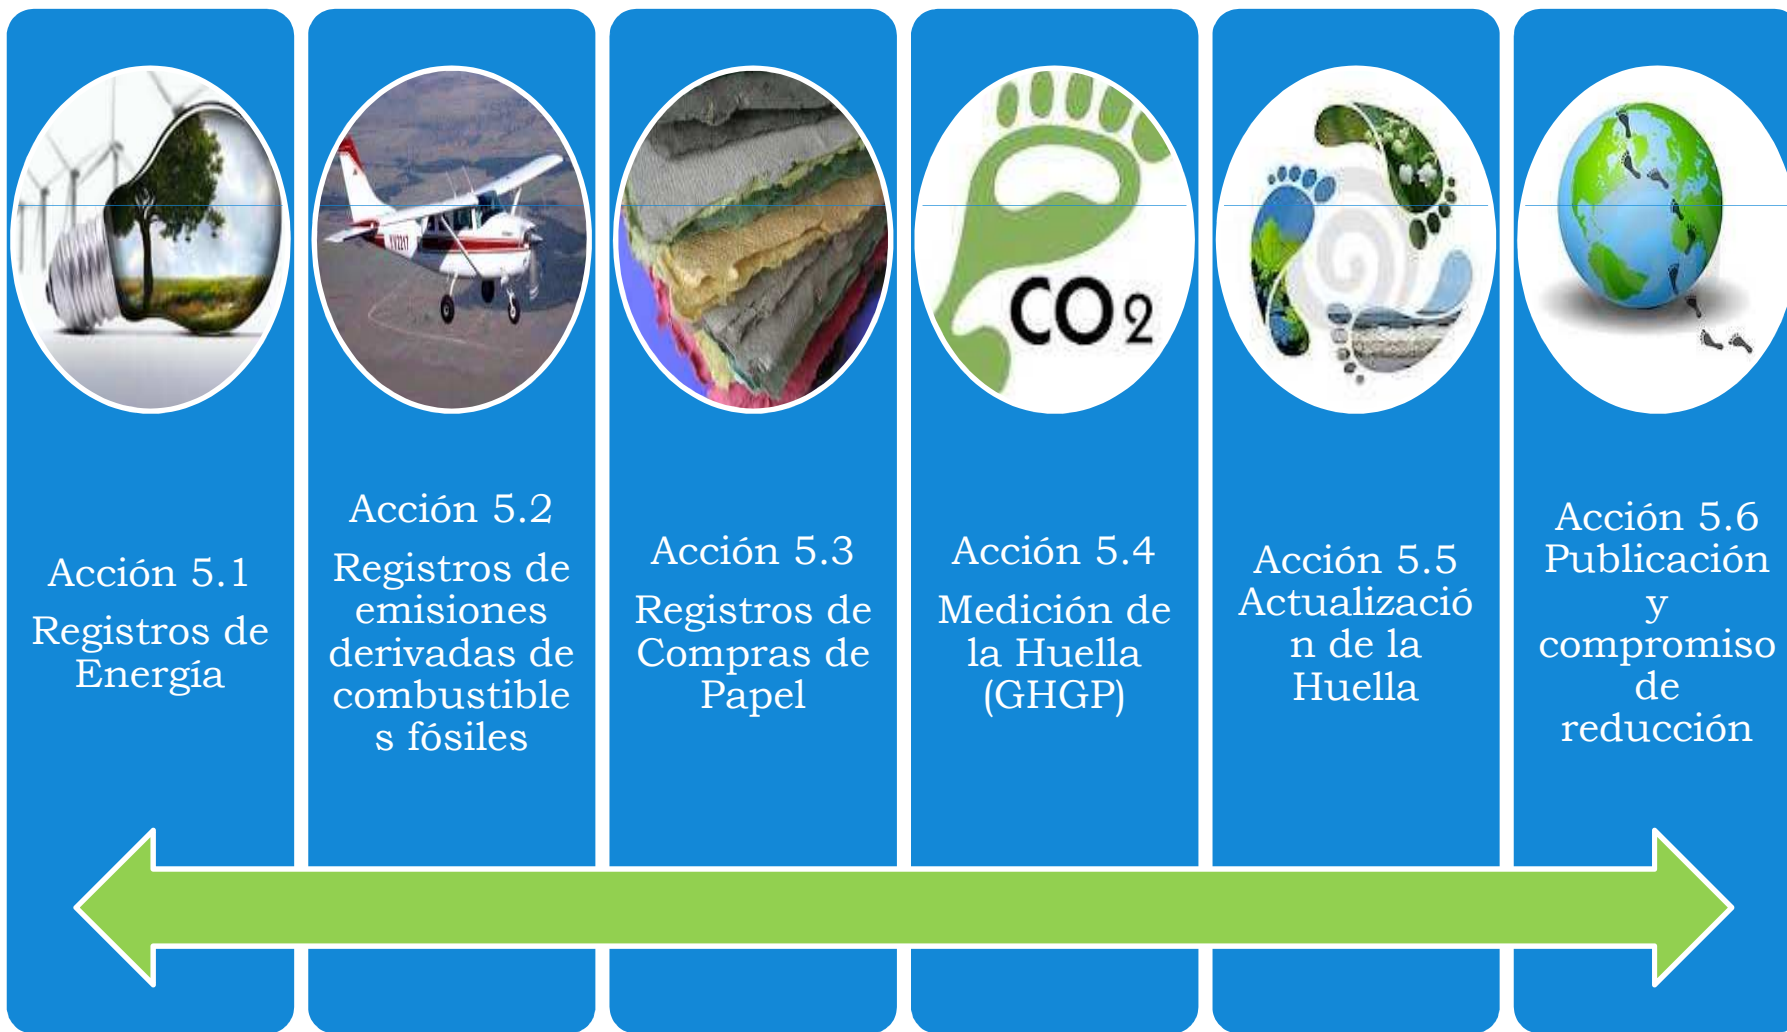 Acción 5.1
Registros de
Energía
Acción 5.2
Registros de
emisiones
derivadas de
combustible
s fósiles
Acción 5.3
Registros de
Compras de
Papel
CO2
Acción 5.4
Medición de
la Huella
(GHGP)
Acción 5.5
Actualizació
n de la
Huella
Acción 5.6
Publicación
y
compromiso
de
reducción